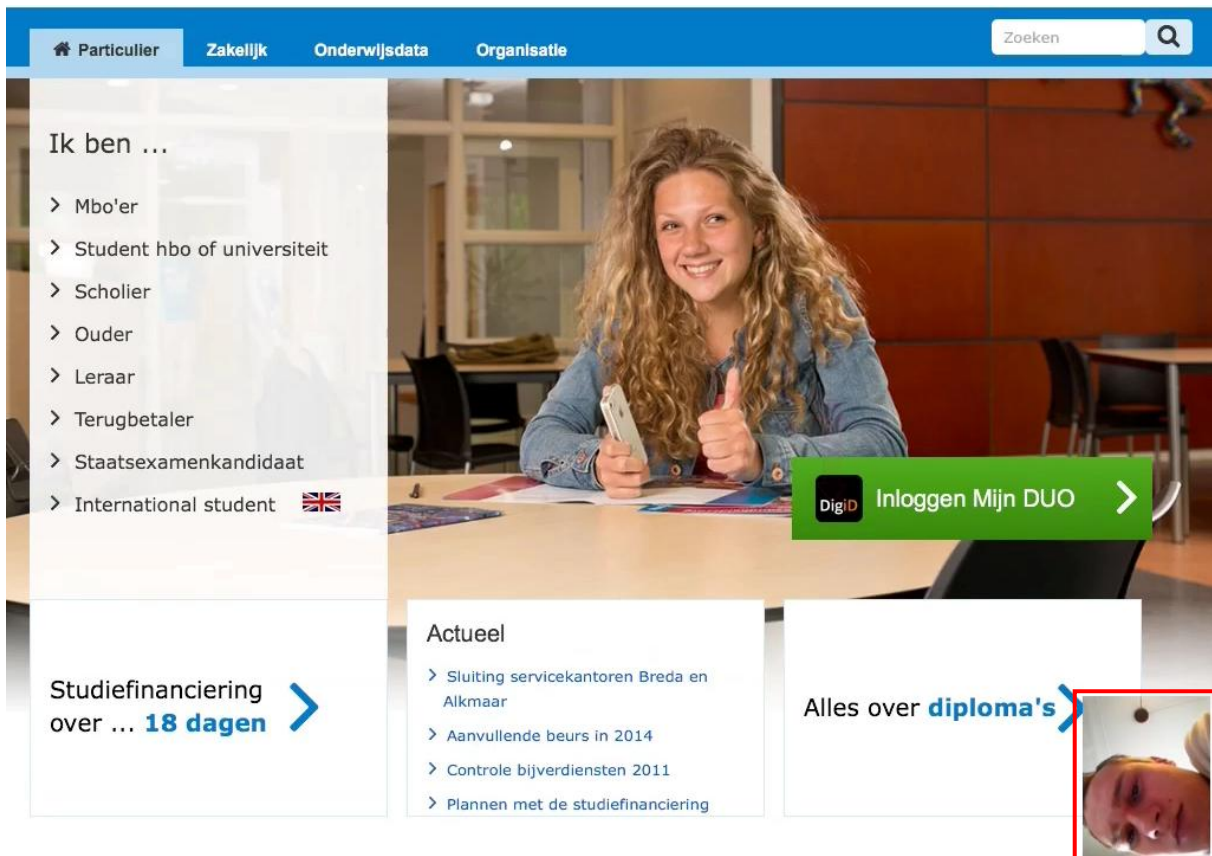 Particulier Zakelijk Onderwijsdata Organisatie Zoeken
Ik ben ...
Mbo'er
Student hbo of universiteit
Scholier
Ouder
Leraar
Terugbetaler
Staatsexamenkandidaat
International student
DigiD Inloggen Mijn DUO
Studiefinanciering
over ... 18 dagen
Actueel
Sluiting servicekantoren Breda en
Alkmaar
Aanvullende beurs in 2014
Controle bijverdiensten 2011
Plannen met de studiefinanciering
Alles over diploma's